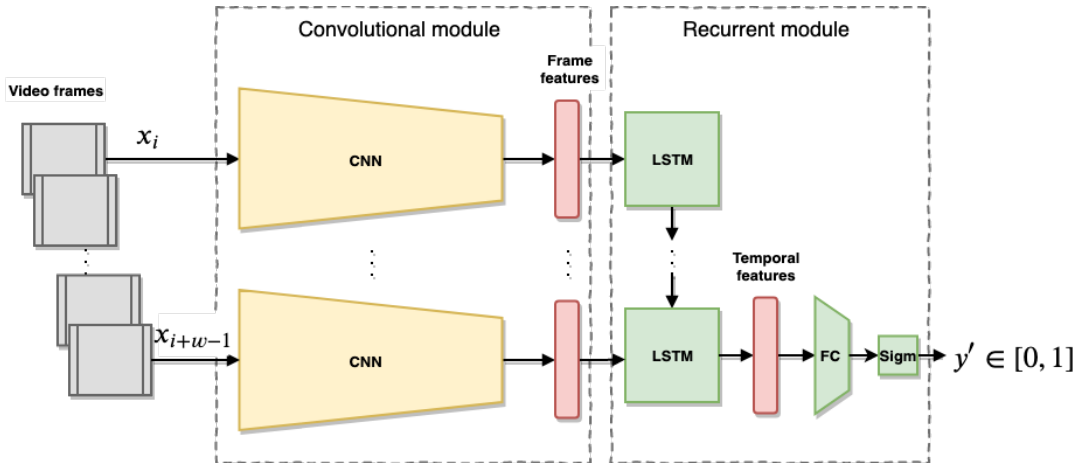 Convolutional module
Recurrent module
Video frames
Frame
features
x_i
CNN
LSTM
Temporal
features
x_{i+w−1}
CNN
LSTM
FC
Sigm
y′ ∈ [0, 1]